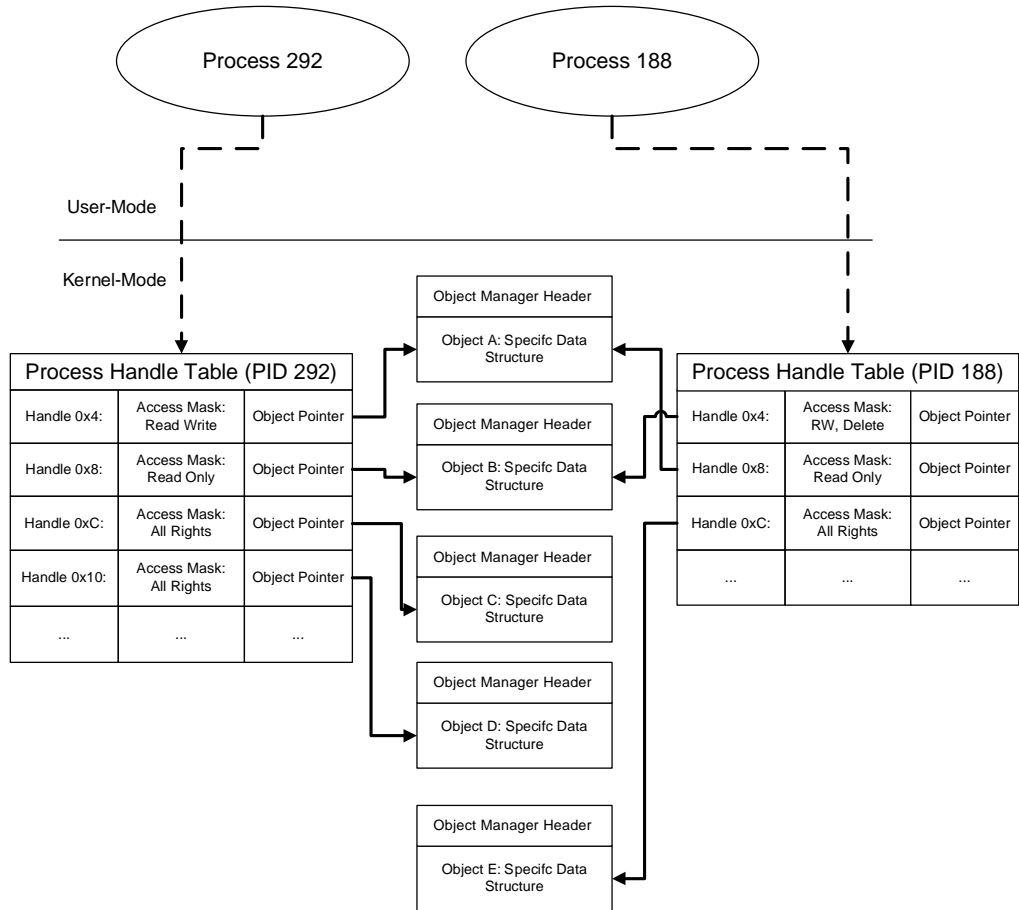 Process 292
Process 188
User-Mode
Kernel-Mode
Object Manager Header
Object A: Specifc Data
Structure
Process Handle Table (PID 292)
Handle 0x4:
Access Mask:
Read Write
Object Pointer
Handle 0x8:
Access Mask:
Read Only
Object Pointer
Handle 0xC:
Access Mask:
All Rights
Object Pointer
Handle 0x10:
Access Mask:
All Rights
Object Pointer
...
...
...
Object Manager Header
Object B: Specifc Data
Structure
Object Manager Header
Object C: Specifc Data
Structure
Object Manager Header
Object D: Specifc Data
Structure
Object Manager Header
Object E: Specifc Data
Structure
Process Handle Table (PID 188)
Handle 0x4:
Access Mask:
RW, Delete
Object Pointer
Handle 0x8:
Access Mask:
Read Only
Object Pointer
Handle 0xC:
Access Mask:
All Rights
Object Pointer
...
...
...